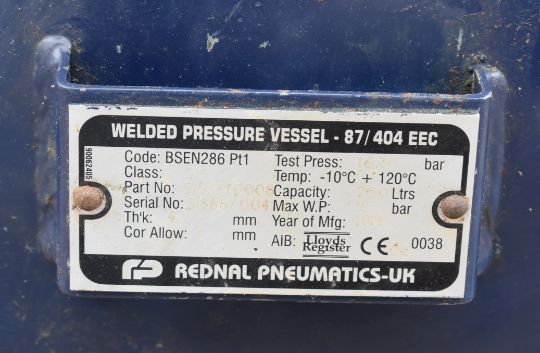 WELDED PRESSURE VESSEL - 87/404 EEC
Code: BSEN286 Pt1
Class:
Part No:
Serial No:
Th'k: mm
Cor Allow: mm
Test Press: bar
Temp: -10°C + 120°C
Capacity: Ltrs
Max W.P: bar
Year of Mfg:
AIB: Lloyds Register CE 0038
90062405
REDNAL PNEUMATICS-UK